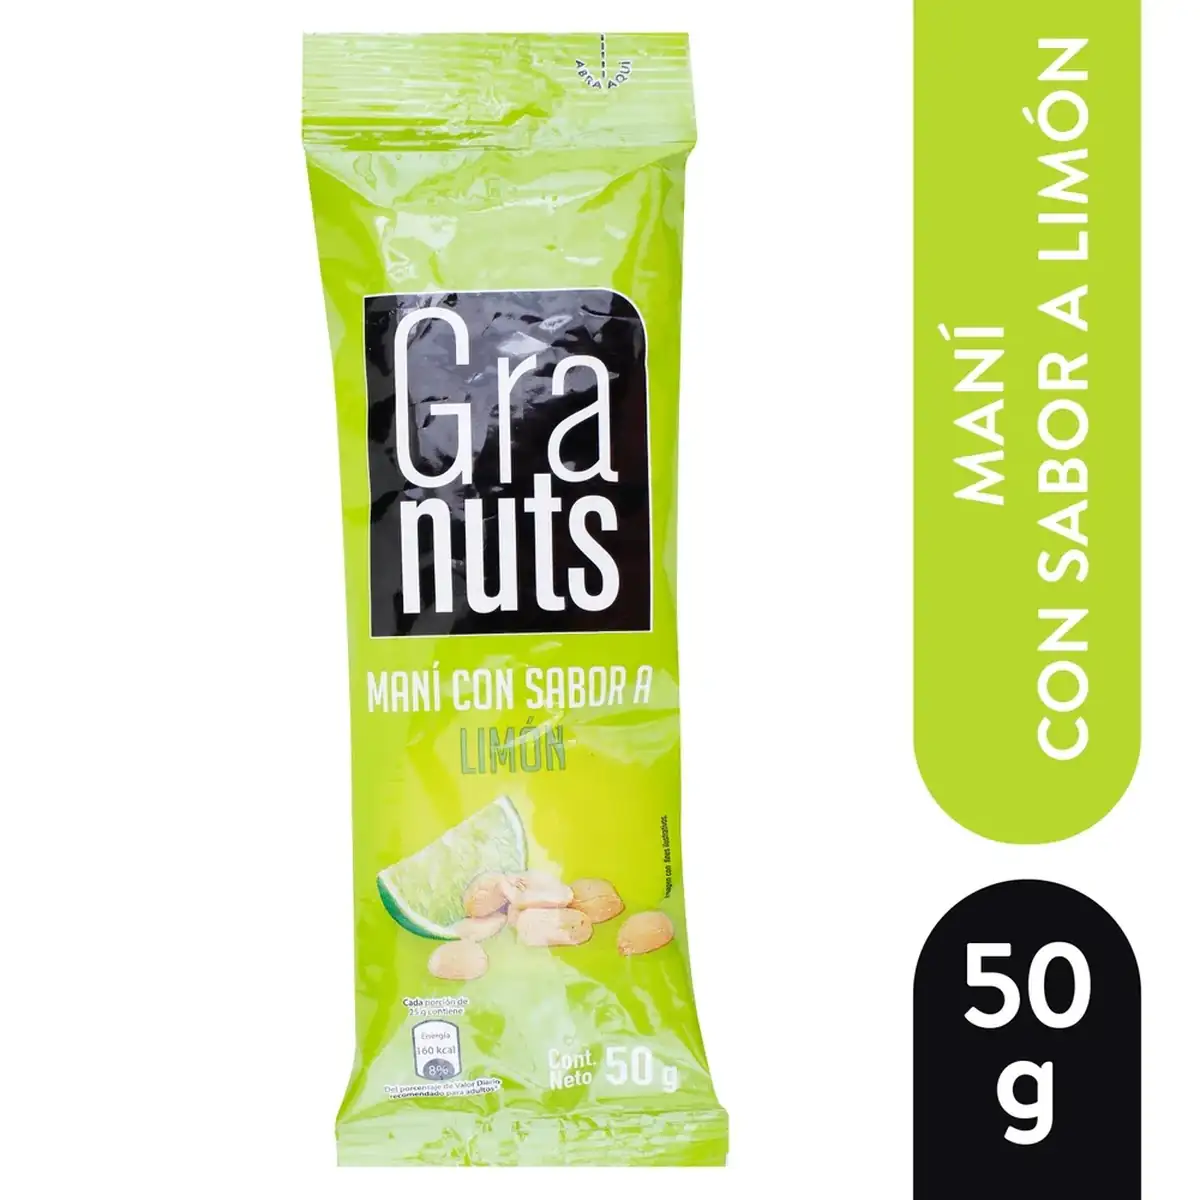 ABRA AQUÍ
Gra
nuts
MANÍ CON SABOR A
LIMÓN
Imagen con fines ilustrativos.
Cada porción de
25 g contiene
Energía
160 kcal
8%
Del porcentaje de Valor Diario
recomendado para adultos*
Cont.
Neto 50 g
MANÍ
CON SABOR A LIMÓN
50
g